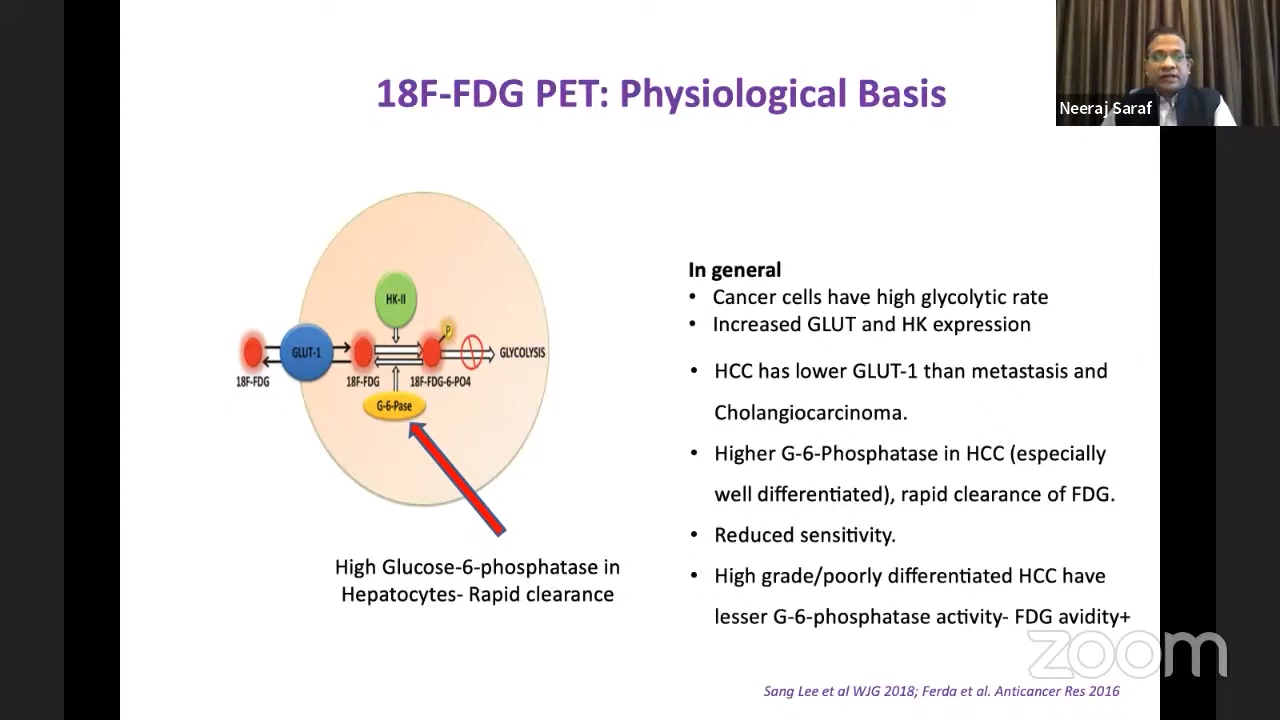 18F-FDG PET: Physiological Basis
Neeraj Saraf
HK-II
P
GLUT-1
GLYCOLYSIS
18F-FDG
18F-FDG
18F-FDG-6-PO4
G-6-Pase
High Glucose-6-phosphatase in
Hepatocytes- Rapid clearance
In general
• Cancer cells have high glycolytic rate
• Increased GLUT and HK expression
• HCC has lower GLUT-1 than metastasis and
Cholangiocarcinoma.
• Higher G-6-Phosphatase in HCC (especially
well differentiated), rapid clearance of FDG.
• Reduced sensitivity.
• High grade/poorly differentiated HCC have
lesser G-6-phosphatase activity- FDG avidity+
zoom
Sang Lee et al WJG 2018; Ferda et al. Anticancer Res 2016